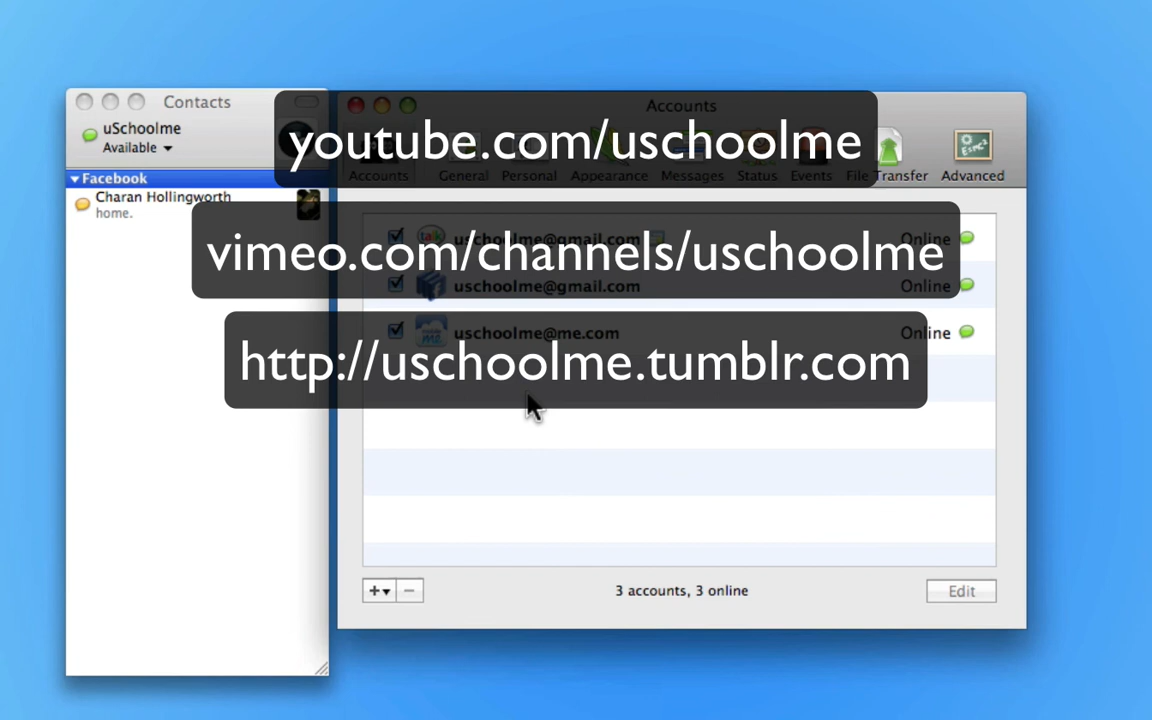 Contacts
uSchoolme
Available
Facebook
Charan Hollingworth
home.
Accounts
Accounts General Personal Appearance Messages Status Events File Transfer Advanced
youtube.com/uschoolme
uschoolme@gmail.com Online
vimeo.com/channels/uschoolme
uschoolme@gmail.com Online
uschoolme@me.com Online
http://uschoolme.tumblr.com
3 accounts, 3 online
Edit